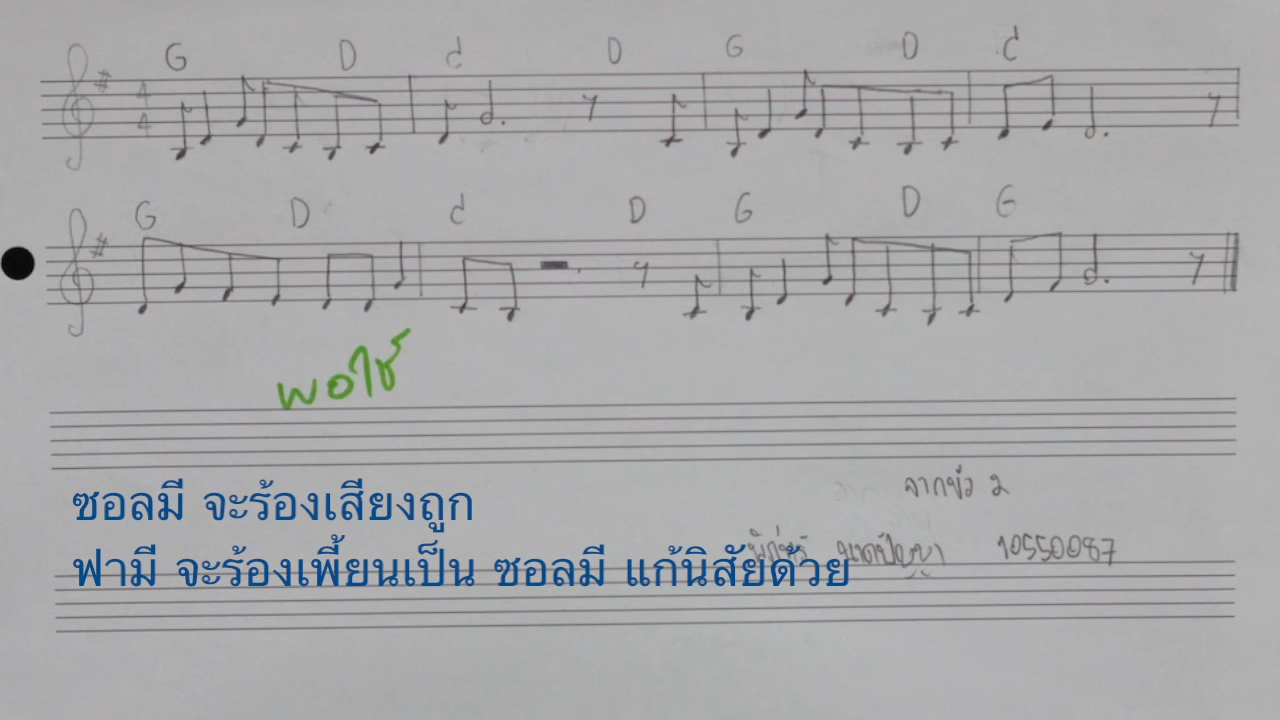 G D C D G D C
4
4
G D C D G D G
พอใช้
จากข้อ 2
ซอลมี จะร้องเสียงถูก
10550087
ฟามี จะร้องเพี้ยนเป็น ซอลมี แก้นิสัยด้วย